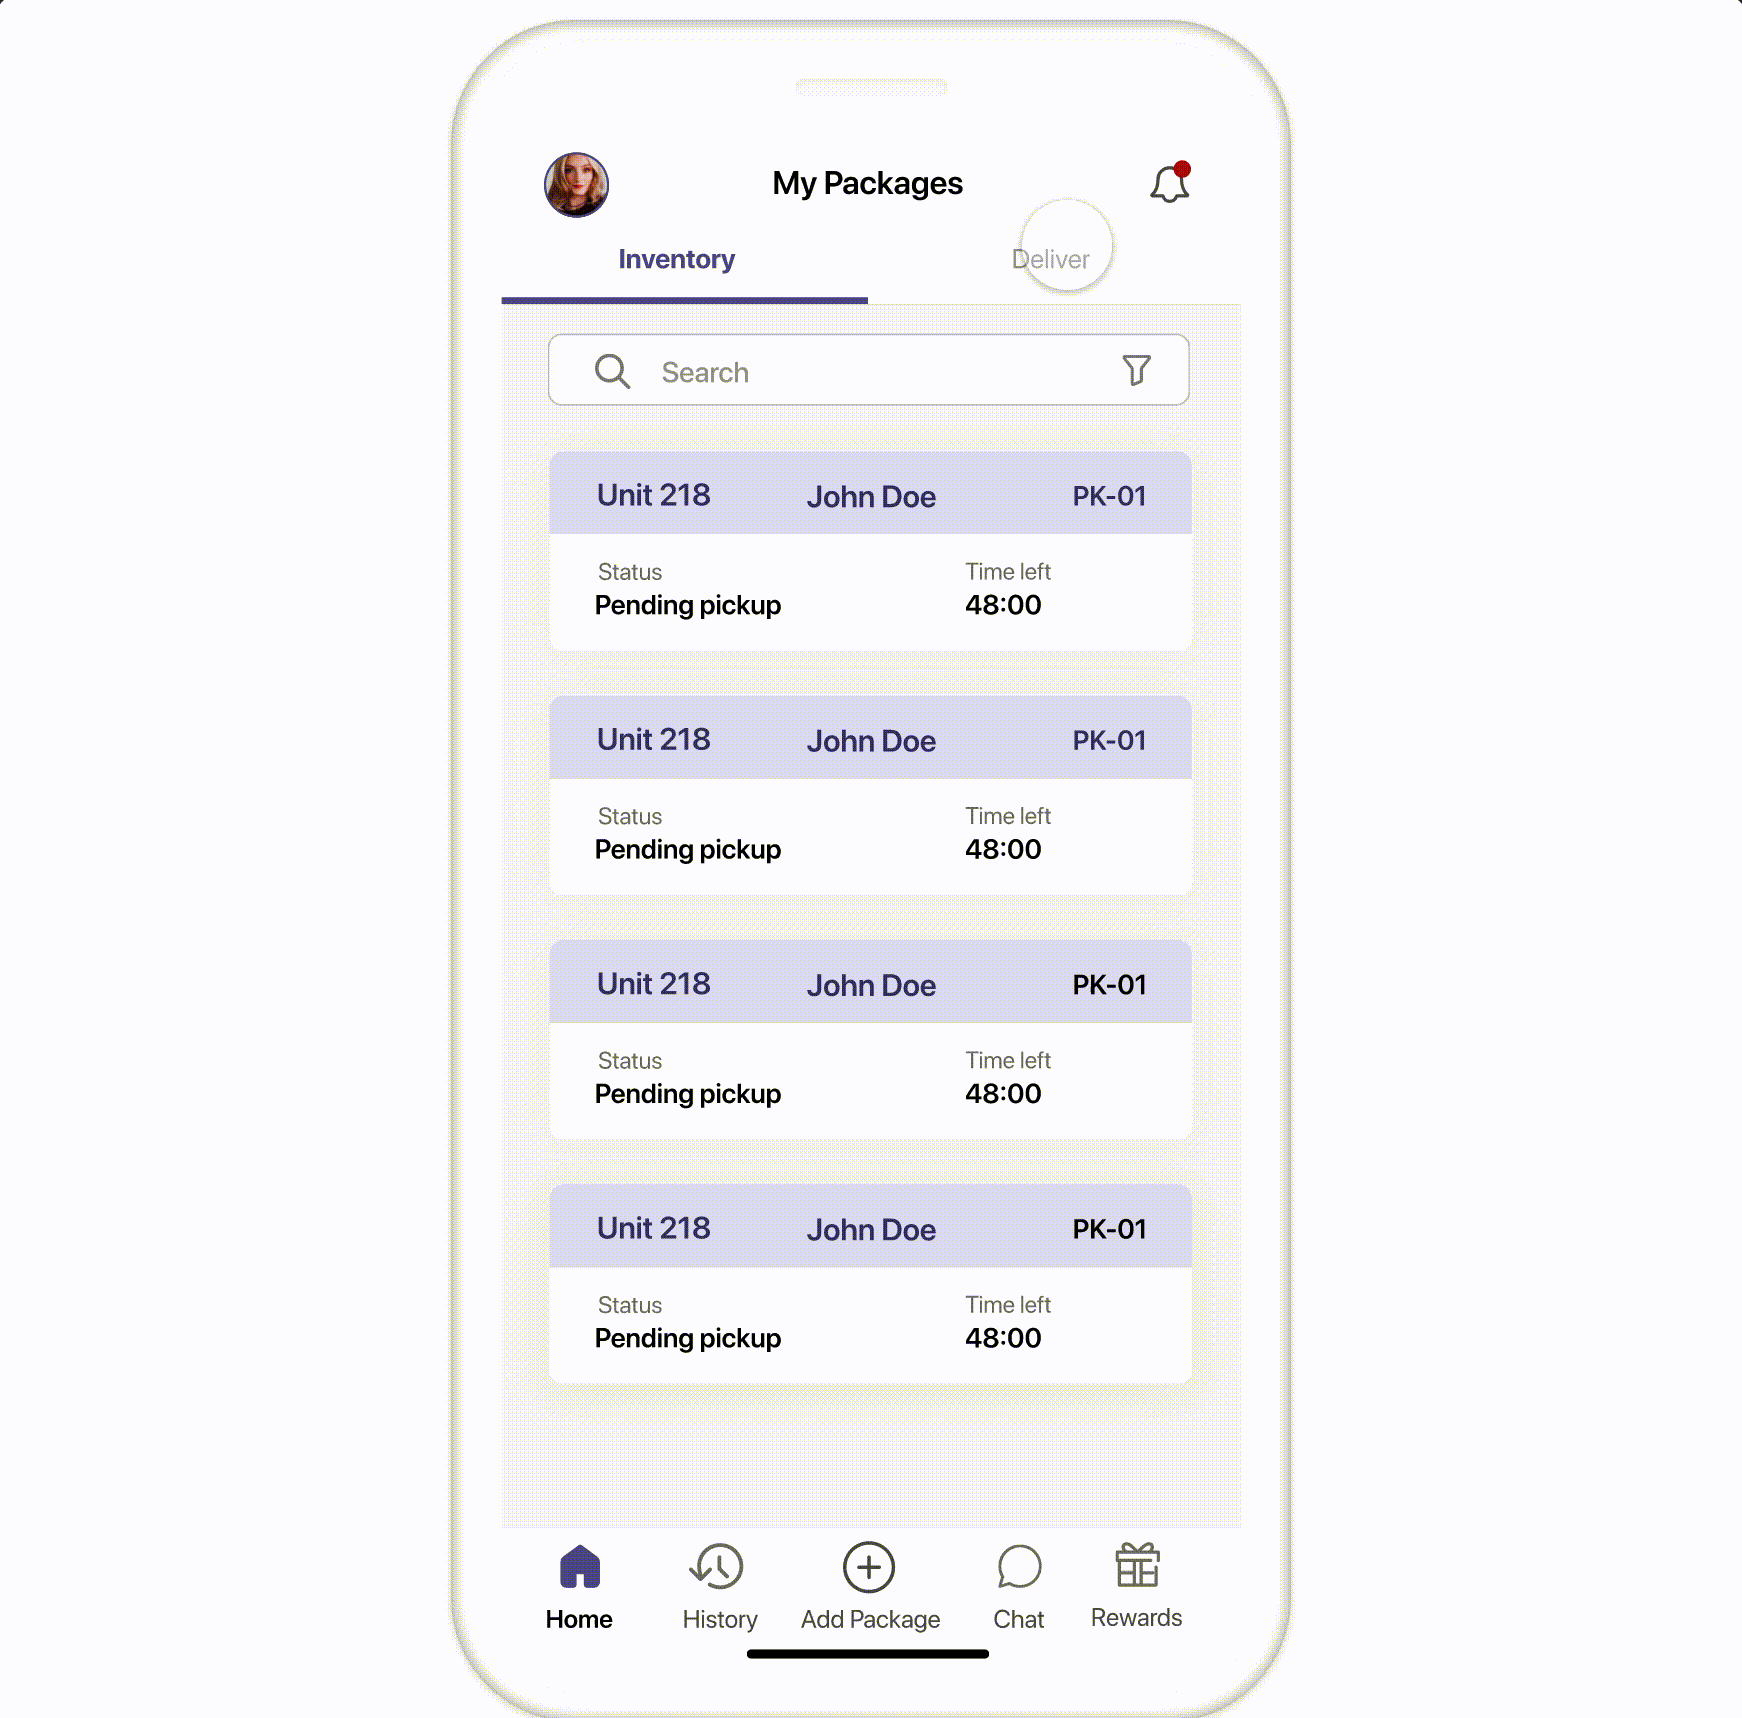 My Packages
Inventory Deliver
Search
Unit 218 John Doe PK-01
Status Time left
Pending pickup 48:00
Unit 218 John Doe PK-01
Status Time left
Pending pickup 48:00
Unit 218 John Doe PK-01
Status Time left
Pending pickup 48:00
Unit 218 John Doe PK-01
Status Time left
Pending pickup 48:00
Home History Add Package Chat Rewards